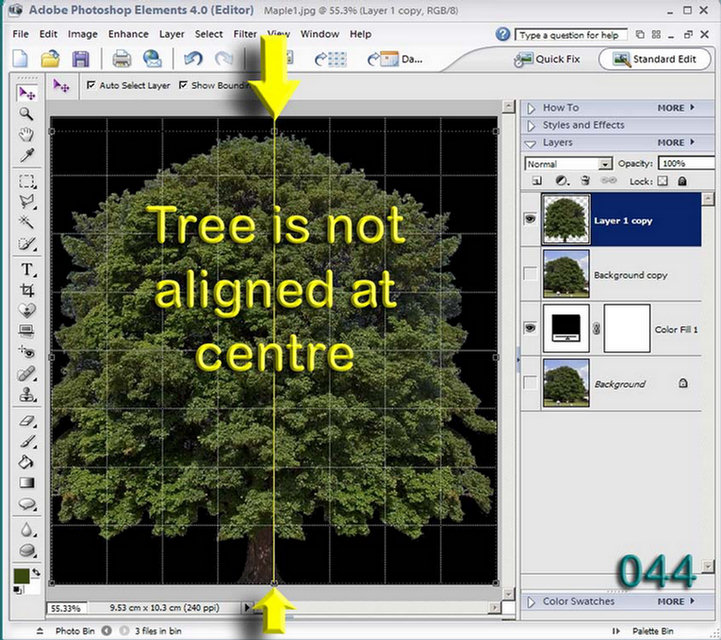 Adobe Photoshop Elements 4.0 (Editor) Maple1.jpg @ 55.3% (Layer 1 copy, RGB/8)
File Edit Image Enhance Layer Select Filter View Window Help
Type a question for help
Da... Quick Fix Standard Edit
Auto Select Layer Show Boun
How To MORE
Styles and Effects
Layers MORE
Normal Opacity: 100%
Lock:
Layer 1 copy
Background copy
Color Fill 1
Background
Tree is not
aligned at
centre
044
Color Swatches MORE
55.33% 9.53 cm x 10.3 cm (240 ppi)
Photo Bin 3 files in bin Palette Bin